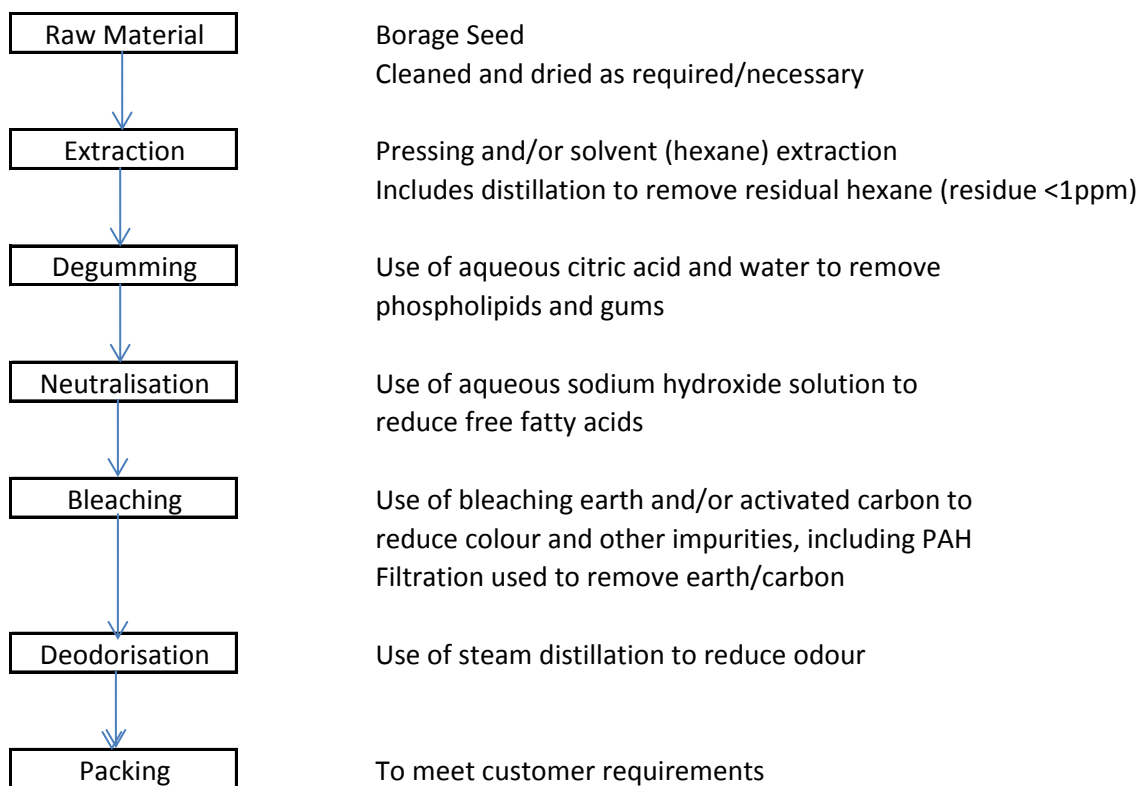 Raw Material
Borage Seed
Cleaned and dried as required/necessary
Extraction
Pressing and/or solvent (hexane) extraction
Includes distillation to remove residual hexane (residue <1ppm)
Degumming
Use of aqueous citric acid and water to remove
phospholipids and gums
Neutralisation
Use of aqueous sodium hydroxide solution to
reduce free fatty acids
Bleaching
Use of bleaching earth and/or activated carbon to
reduce colour and other impurities, including PAH
Filtration used to remove earth/carbon
Deodorisation
Use of steam distillation to reduce odour
Packing
To meet customer requirements